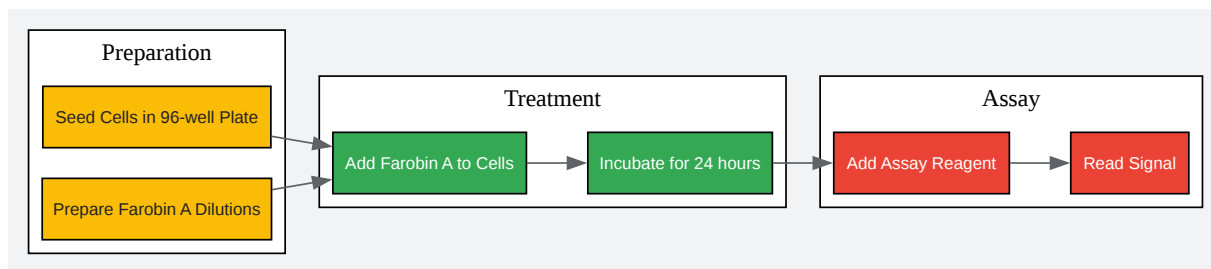 Preparation
Seed Cells in 96-well Plate
Prepare Farobin A Dilutions
Treatment
Add Farobin A to Cells
Incubate for 24 hours
Assay
Add Assay Reagent
Read Signal